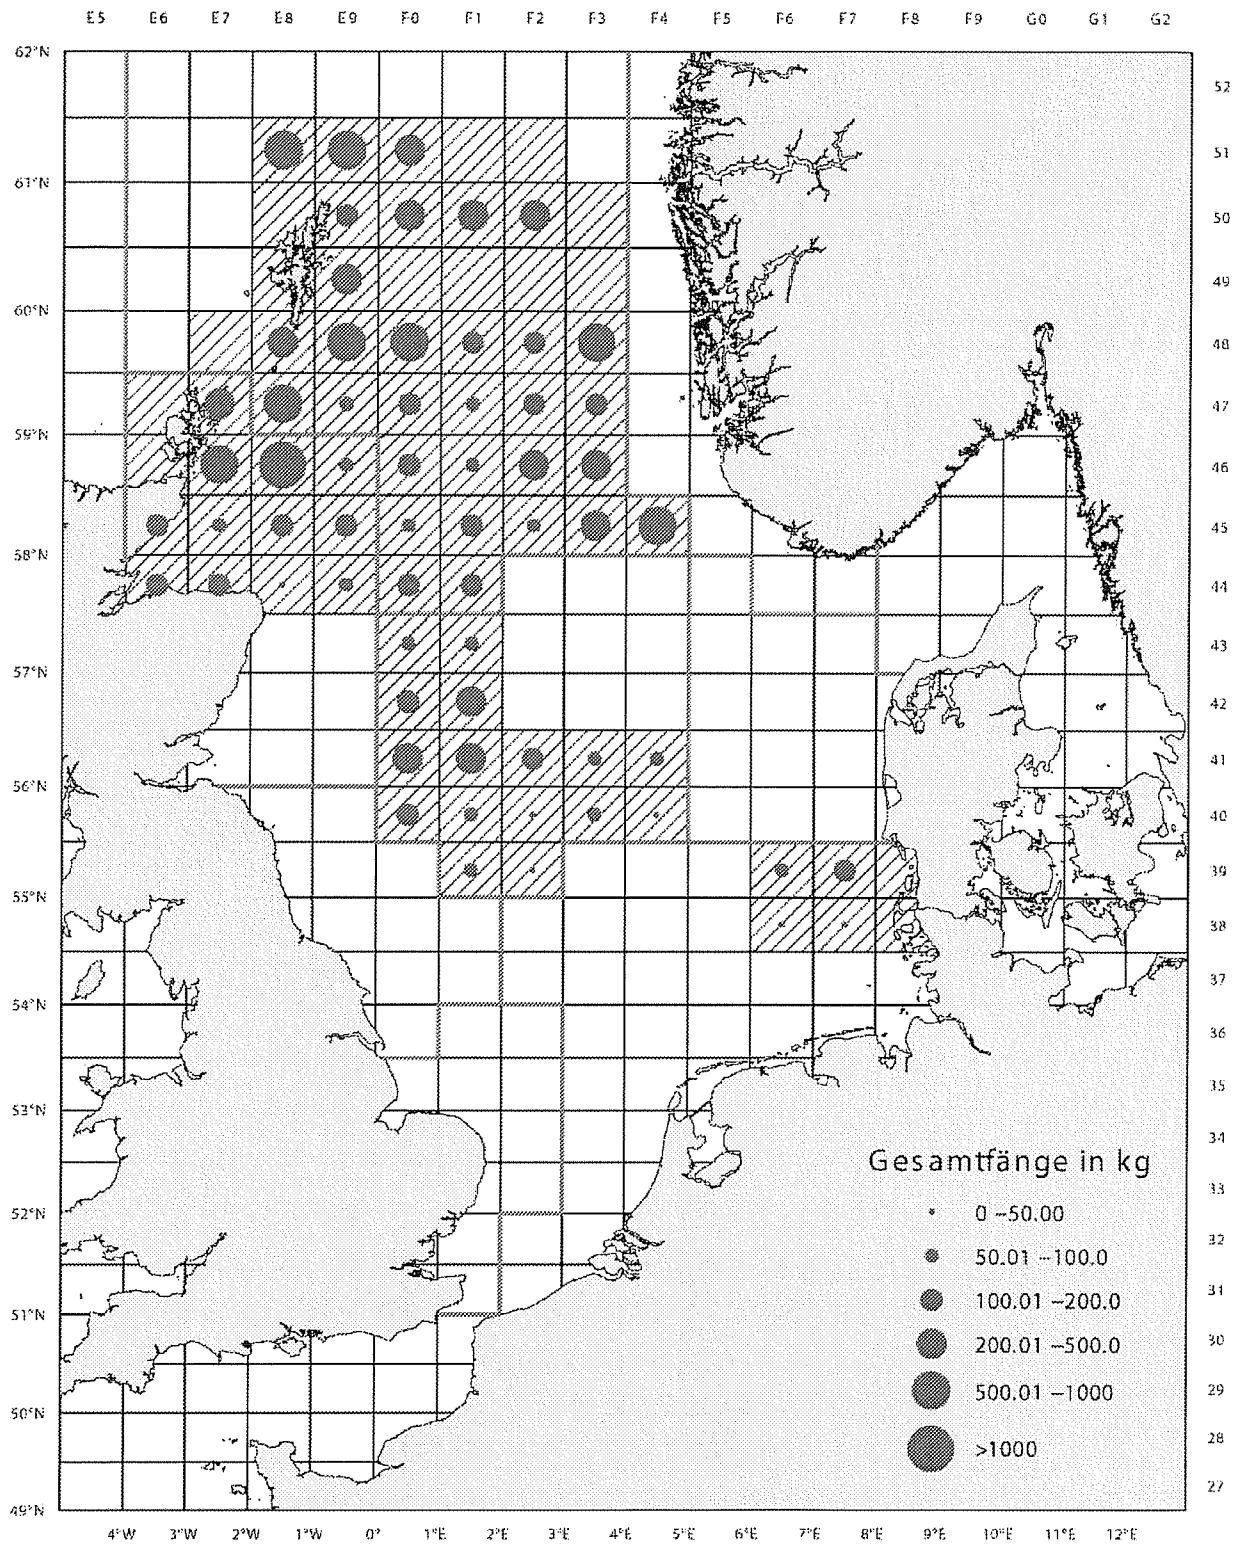 E5 E6 E7 E8 E9 F0 F1 F2 F3 F4 F5 F6 F7 F8 F9 G0 G1 G2
62°N
52
51
61°N
50
49
60°N
48
47
59°N
46
45
58°N
44
43
57°N
42
41
56°N
40
39
55°N
38
37
54°N
36
35
53°N
34
Gesamtfänge in kg
33
52°N
0 –50.00
32
50.01 –100.0
31
51°N
100.01 –200.0
30
200.01 –500.0
29
500.01 –1000
50°N
28
>1000
27
49°N
4°W 3°W 2°W 1°W 0° 1°E 2°E 3°E 4°E 5°E 6°E 7°E 8°E 9°E 10°E 11°E 12°E